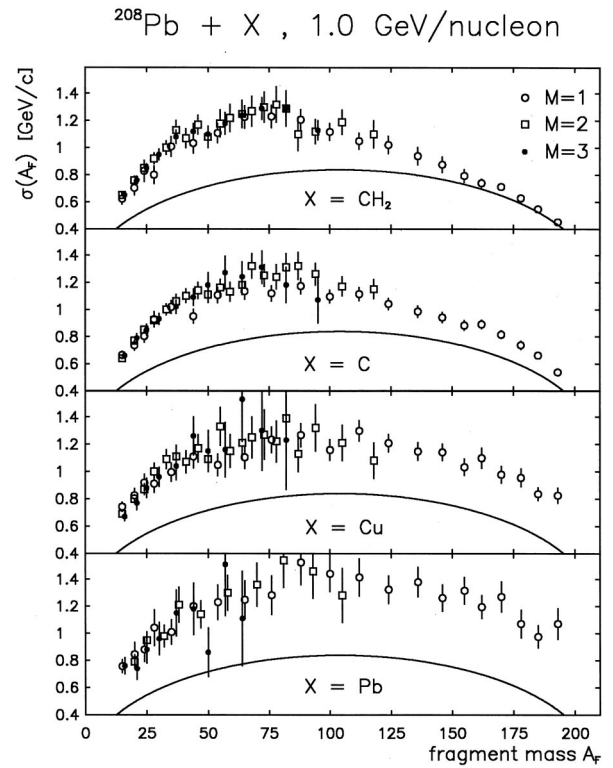 ²⁰⁸Pb + X , 1.0 GeV/nucleon
σ(A_F) [GeV/c]
1.4
1.2
1
0.8
0.6
0.4
M=1
M=2
M=3
X = CH₂
1.4
1.2
1
0.8
0.6
0.4
X = C
1.4
1.2
1
0.8
0.6
0.4
X = Cu
1.4
1.2
1
0.8
0.6
0.4
X = Pb
0 25 50 75 100 125 150 175 200
fragment mass A_F